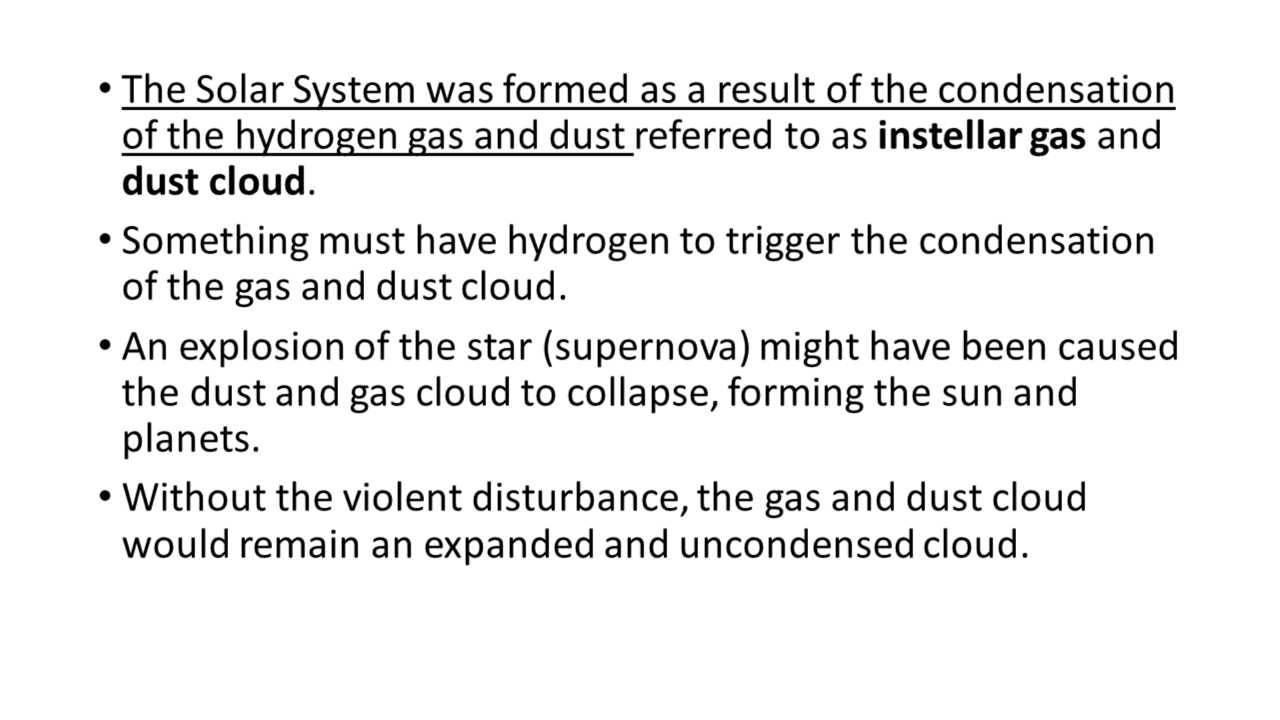 • The Solar System was formed as a result of the condensation
of the hydrogen gas and dust referred to as instellar gas and
dust cloud.
• Something must have hydrogen to trigger the condensation
of the gas and dust cloud.
• An explosion of the star (supernova) might have been caused
the dust and gas cloud to collapse, forming the sun and
planets.
• Without the violent disturbance, the gas and dust cloud
would remain an expanded and uncondensed cloud.